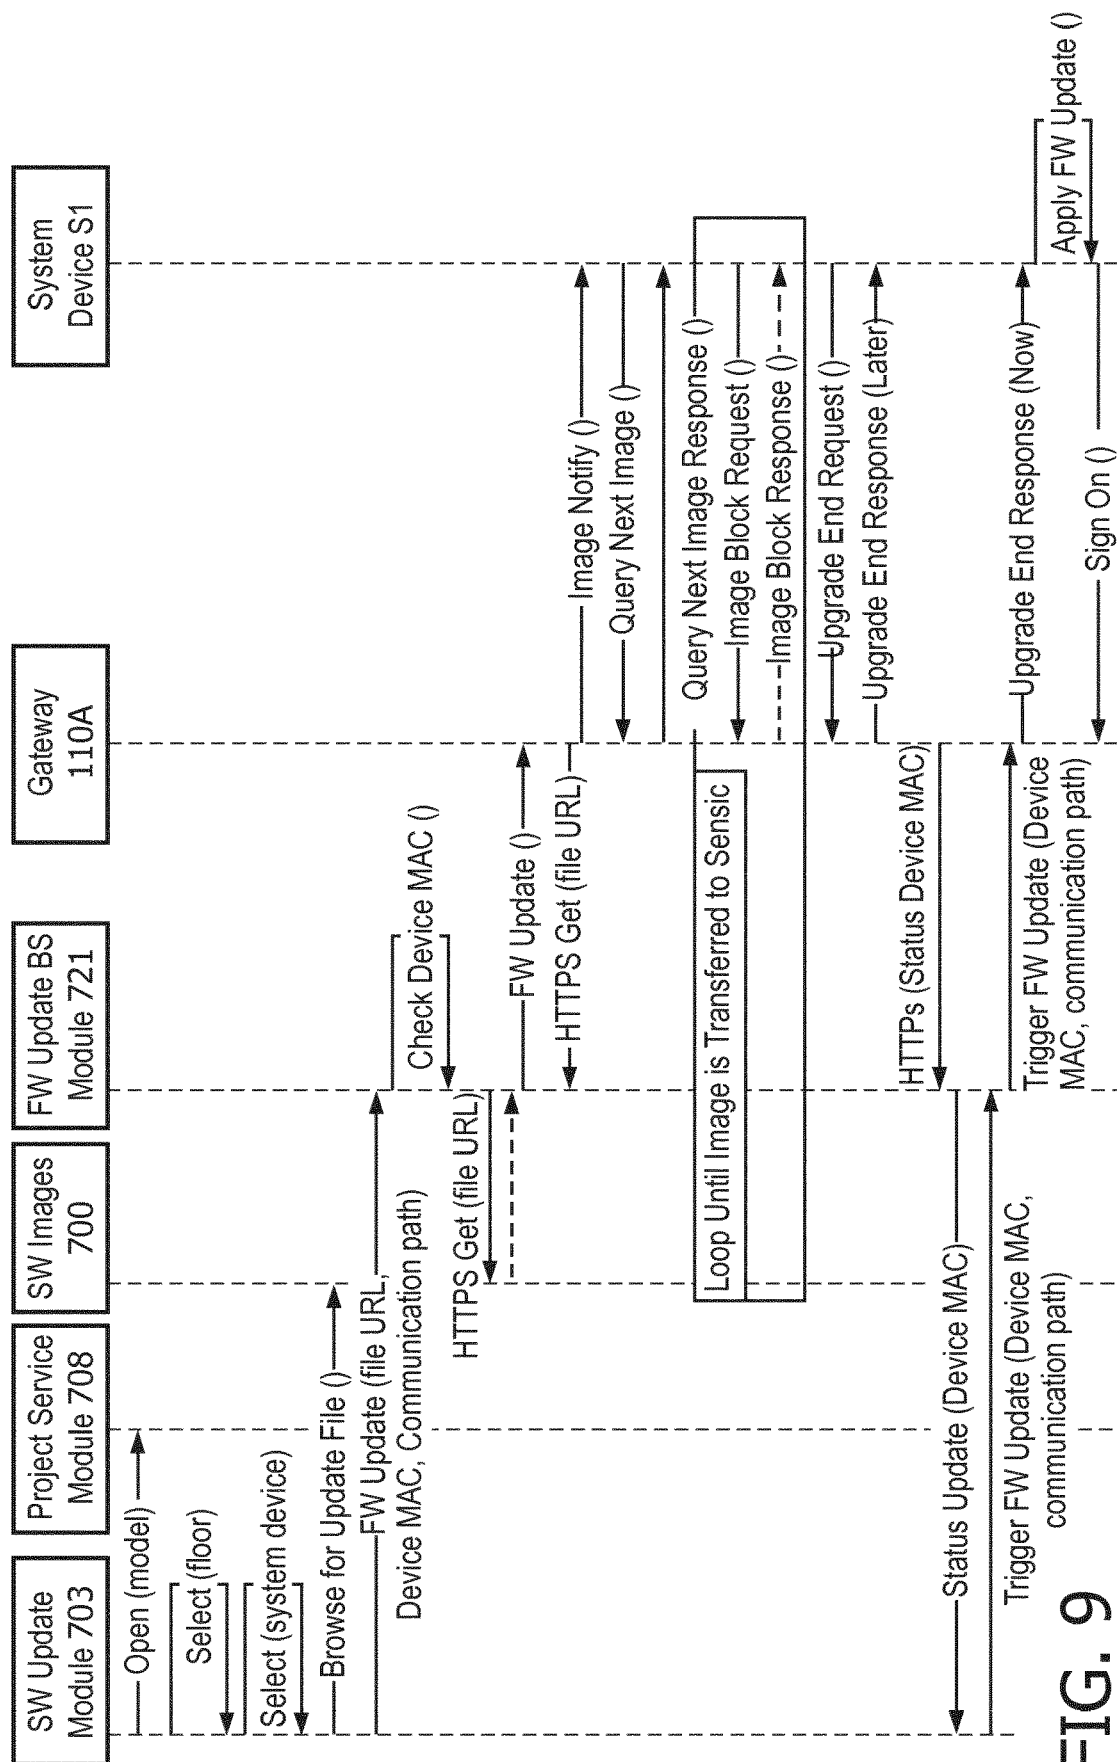 SW Update
Module 703
Project Service
Module 708
SW Images
700
FW Update BS
Module 721
Gateway
110A
System
Device S1
Open (model)
Select (floor)
Select (system device)
Browse for Update File ()
FW Update (file URL,
Device MAC, Communication path)
Check Device MAC ()
HTTPS Get (file URL)
FW Update ()
HTTPS Get (file URL)
Image Notify ()
Query Next Image ()
Query Next Image Response ()
Loop Until Image is Transferred to Sensic
Image Block Request ()
Image Block Response ()
Upgrade End Request ()
Upgrade End Response (Later)
HTTPs (Status Device MAC)
Status Update (Device MAC)
Trigger FW Update (Device MAC,
communication path)
Trigger FW Update (Device
MAC, communication path)
Upgrade End Response (Now)
Apply FW Update ()
Sign On ()
FIG. 9